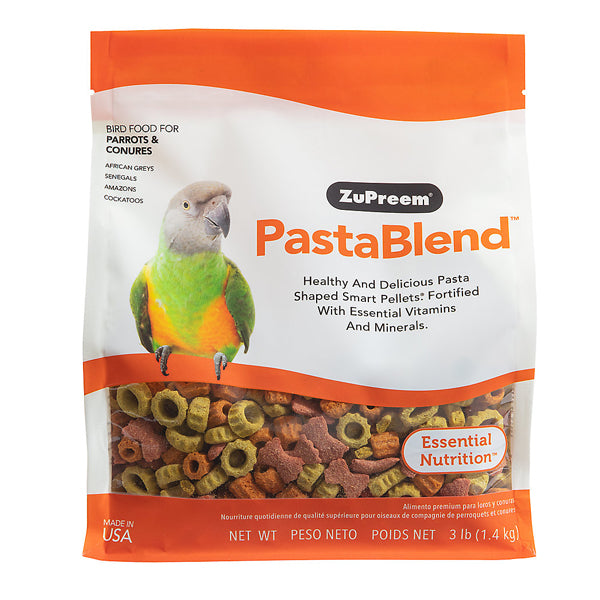 BIRD FOOD FOR
PARROTS &
CONURES
AFRICAN GREYS
SENEGALS
AMAZONS
COCKATOOS
ZuPreem®
PastaBlend™
Healthy And Delicious Pasta
Shaped Smart Pellets® Fortified
With Essential Vitamins
And Minerals.
Essential
Nutrition™
Alimento premium para loros y conuros
Nourriture quotidienne de qualité supérieure pour oiseaux de compagnie de perroquets et conures
MADE IN
USA
NET WT PESO NETO POIDS NET 3 lb (1.4 kg)